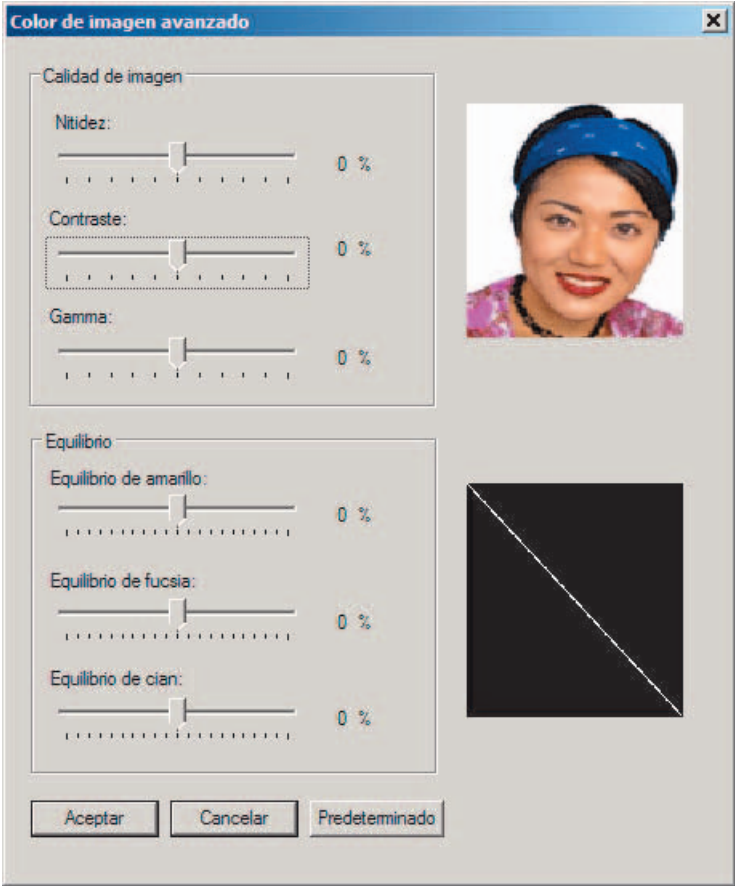 Color de imagen avanzado
Calidad de imagen
Nitidez:
0 %
Contraste:
0 %
Gamma:
0 %
Equilibrio
Equilibrio de amarillo:
0 %
Equilibrio de fucsia:
0 %
Equilibrio de cian:
0 %
Aceptar Cancelar Predeterminado